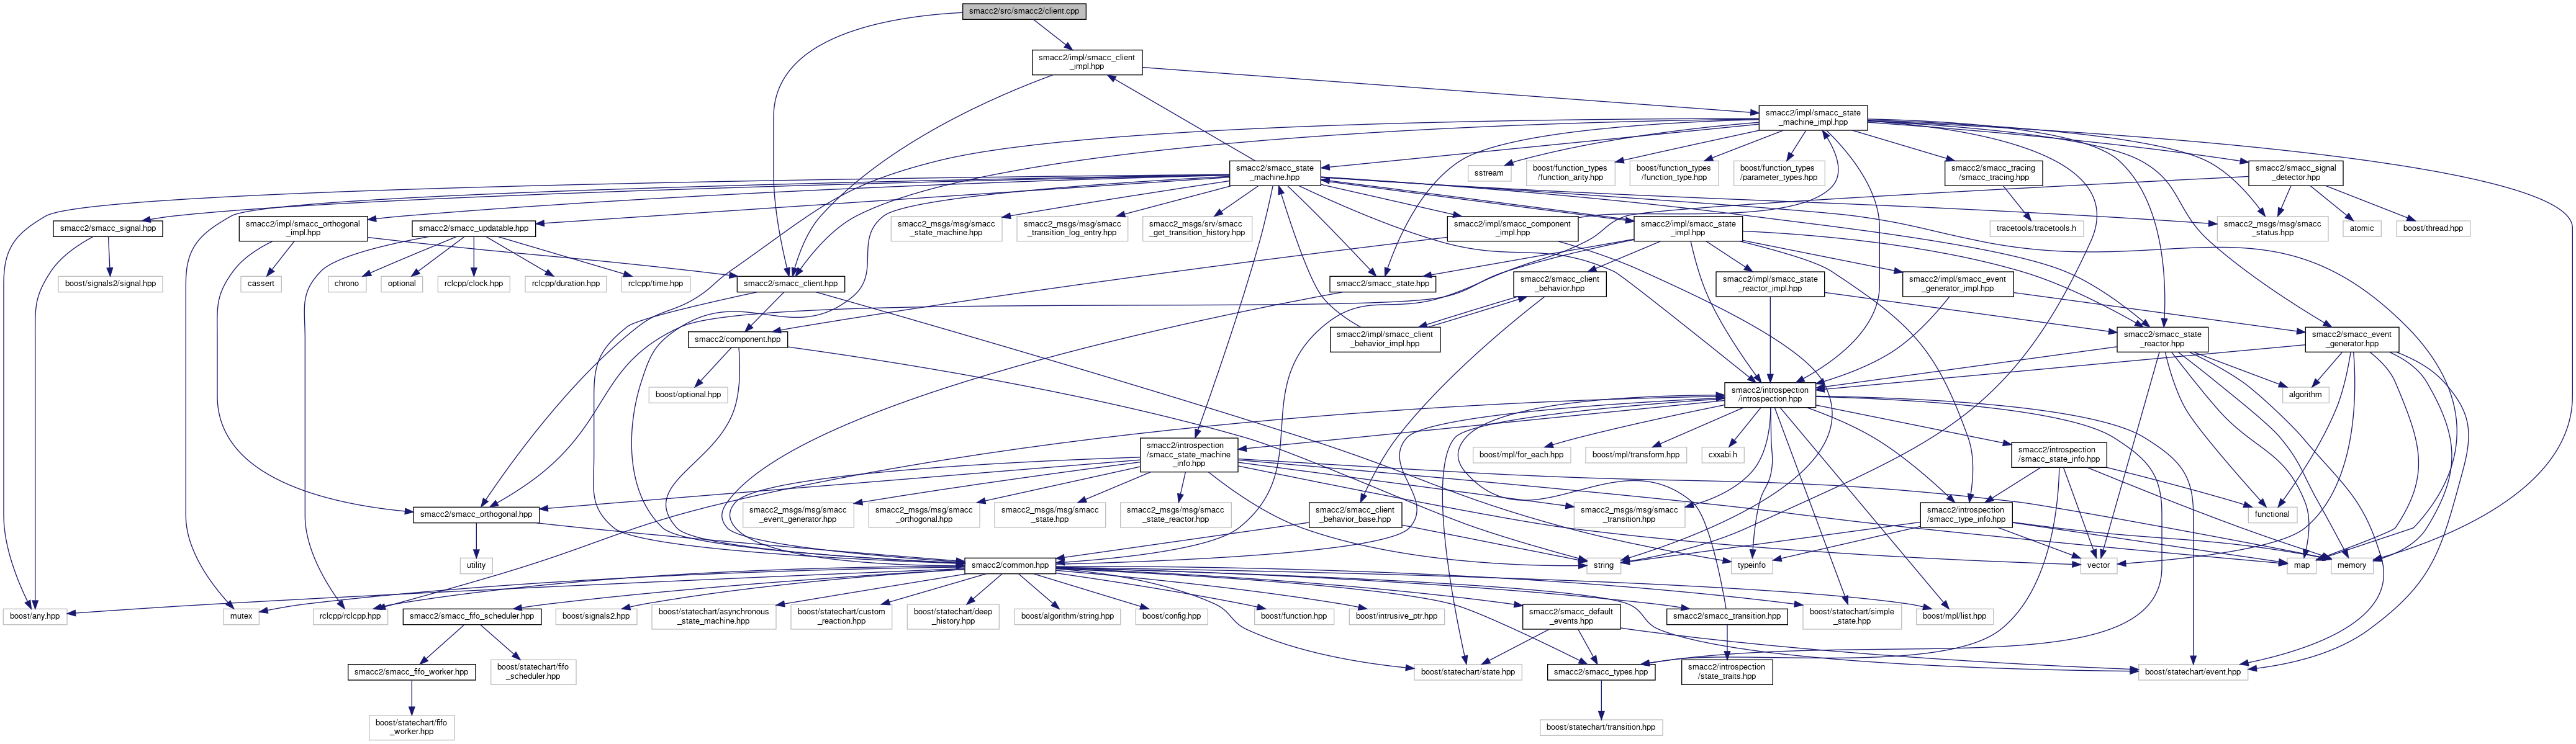 smacc2/src/smacc2/client.cpp
smacc2/impl/smacc_client
_impl.hpp
smacc2/impl/smacc_state
_machine_impl.hpp
smacc2/smacc_state
_machine.hpp
sstream
boost/function_types
/function_arity.hpp
boost/function_types
/function_type.hpp
boost/function_types
/parameter_types.hpp
smacc2/smacc_tracing
/smacc_tracing.hpp
smacc2/smacc_signal
_detector.hpp
smacc2/smacc_signal.hpp
smacc2/impl/smacc_orthogonal
_impl.hpp
smacc2/smacc_updatable.hpp
smacc2_msgs/msg/smacc
_state_machine.hpp
smacc2_msgs/msg/smacc
_transition_log_entry.hpp
smacc2_msgs/srv/smacc
_get_transition_history.hpp
smacc2/impl/smacc_component
_impl.hpp
smacc2/impl/smacc_state
_impl.hpp
tracetools/tracetools.h
smacc2_msgs/msg/smacc
_status.hpp
atomic
boost/thread.hpp
boost/signals2/signal.hpp
cassert
chrono
optional
rclcpp/clock.hpp
rclcpp/duration.hpp
rclcpp/time.hpp
smacc2/smacc_client.hpp
smacc2/smacc_state.hpp
smacc2/smacc_client
_behavior.hpp
smacc2/impl/smacc_state
_reactor_impl.hpp
smacc2/impl/smacc_event
_generator_impl.hpp
smacc2/component.hpp
smacc2/impl/smacc_client
_behavior_impl.hpp
smacc2/smacc_state
_reactor.hpp
smacc2/smacc_event
_generator.hpp
boost/optional.hpp
smacc2/introspection
/introspection.hpp
algorithm
smacc2/introspection
/smacc_state_machine
_info.hpp
boost/mpl/for_each.hpp
boost/mpl/transform.hpp
cxxabi.h
smacc2/introspection
/smacc_state_info.hpp
smacc2/smacc_orthogonal.hpp
smacc2_msgs/msg/smacc
_event_generator.hpp
smacc2_msgs/msg/smacc
_orthogonal.hpp
smacc2_msgs/msg/smacc
_state.hpp
smacc2_msgs/msg/smacc
_state_reactor.hpp
smacc2/smacc_client
_behavior_base.hpp
smacc2_msgs/msg/smacc
_transition.hpp
smacc2/introspection
/smacc_type_info.hpp
functional
utility
smacc2/common.hpp
string
typeinfo
vector
map
memory
boost/any.hpp
mutex
rclcpp/rclcpp.hpp
smacc2/smacc_fifo_scheduler.hpp
boost/signals2.hpp
boost/statechart/asynchronous
_state_machine.hpp
boost/statechart/custom
_reaction.hpp
boost/statechart/deep
_history.hpp
boost/algorithm/string.hpp
boost/config.hpp
boost/function.hpp
boost/intrusive_ptr.hpp
smacc2/smacc_default
_events.hpp
smacc2/smacc_transition.hpp
boost/statechart/simple
_state.hpp
boost/mpl/list.hpp
smacc2/smacc_fifo_worker.hpp
boost/statechart/fifo
_scheduler.hpp
boost/statechart/state.hpp
smacc2/smacc_types.hpp
smacc2/introspection
/state_traits.hpp
boost/statechart/event.hpp
boost/statechart/fifo
_worker.hpp
boost/statechart/transition.hpp